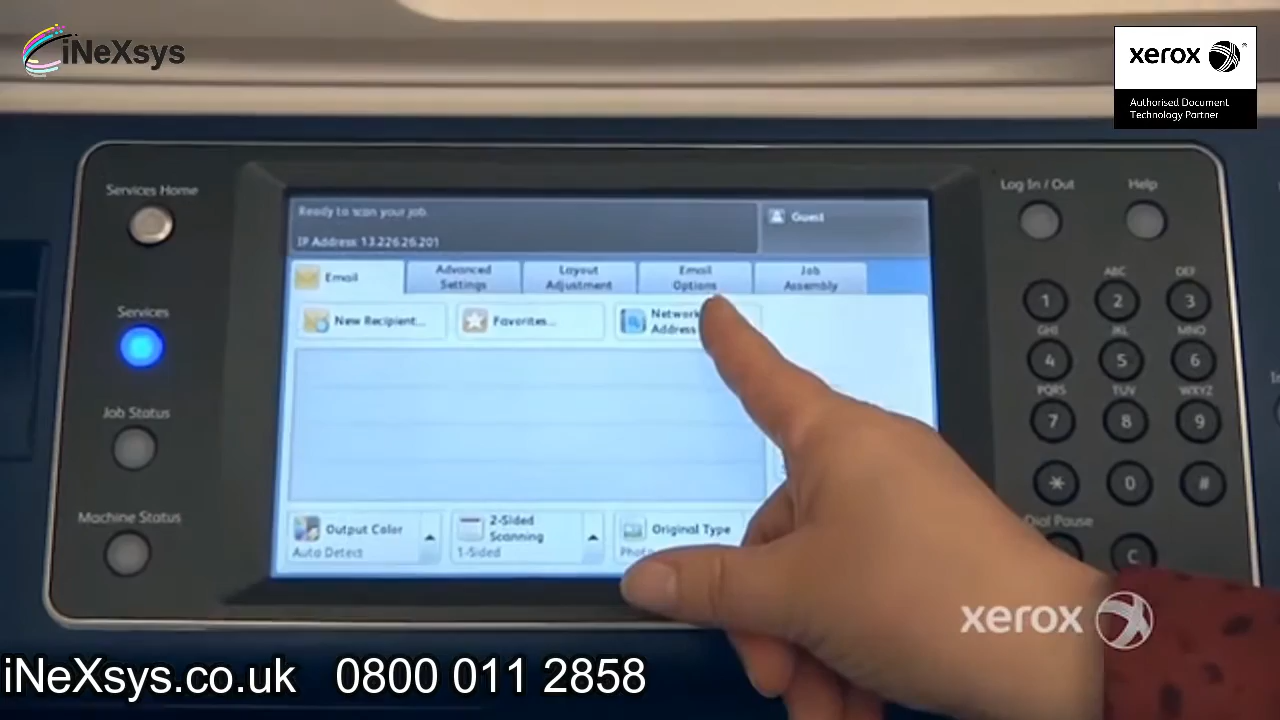 iNeXsys
xerox
Authorised Document
Technology Partner
Services Home
Log In / Out
Help
Ready to scan your job.
Guest
IP Address: 13.226.26.201
Email
Advanced
Settings
Layout
Adjustment
Email
Options
Job
Assembly
New Recipient...
Favorites...
Network
Address
Services
Job Status
Machine Status
Output Color
Auto Detect
2-Sided
Scanning
1-Sided
Original Type
1
ABC
2
DEF
3
GHI
4
JKL
5
MNO
6
PQRS
7
TUV
8
WXYZ
9
*
0
#
Dial Pause
C
xerox
iNeXsys.co.uk 0800 011 2858